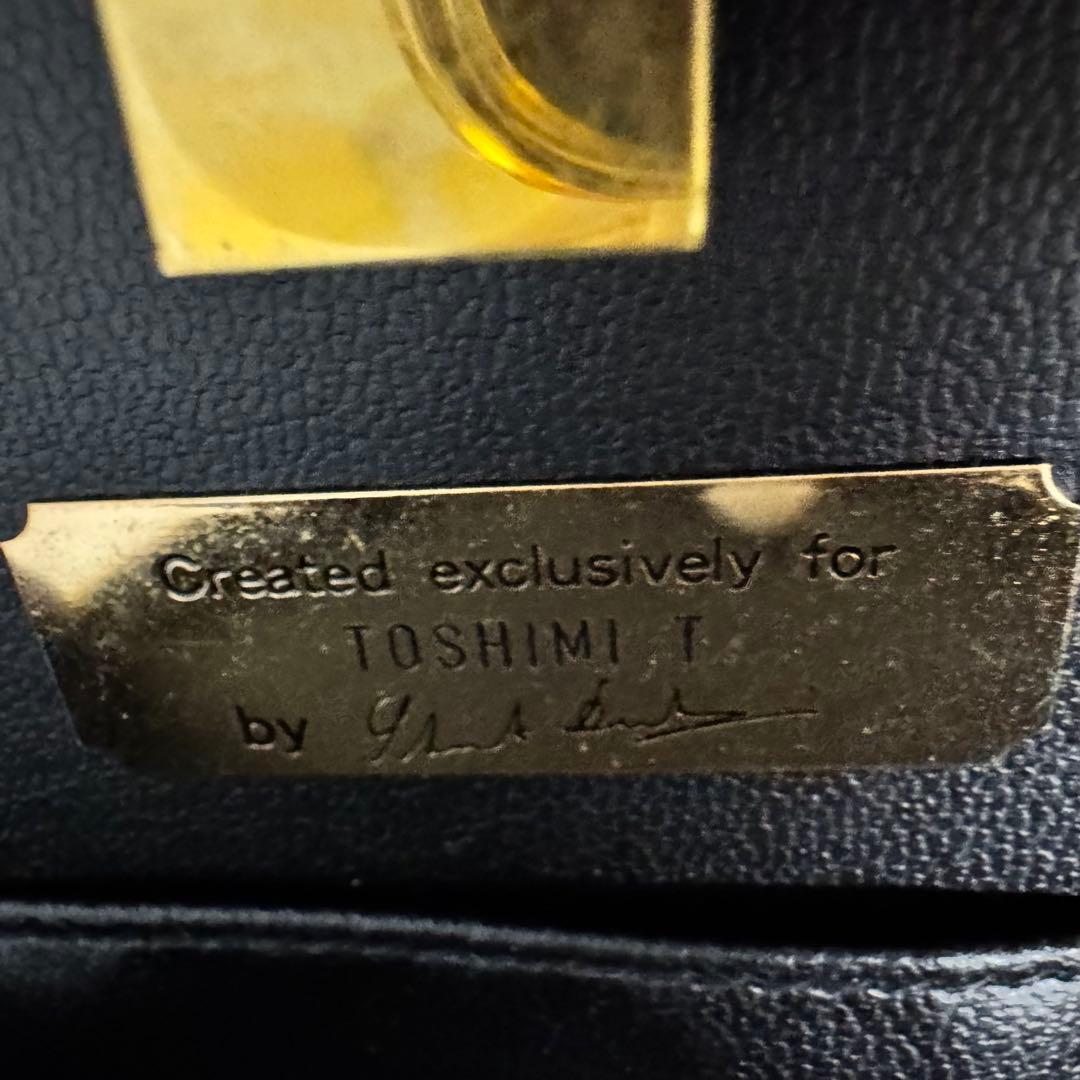 Created exclusively for
TOSHIMI T
by